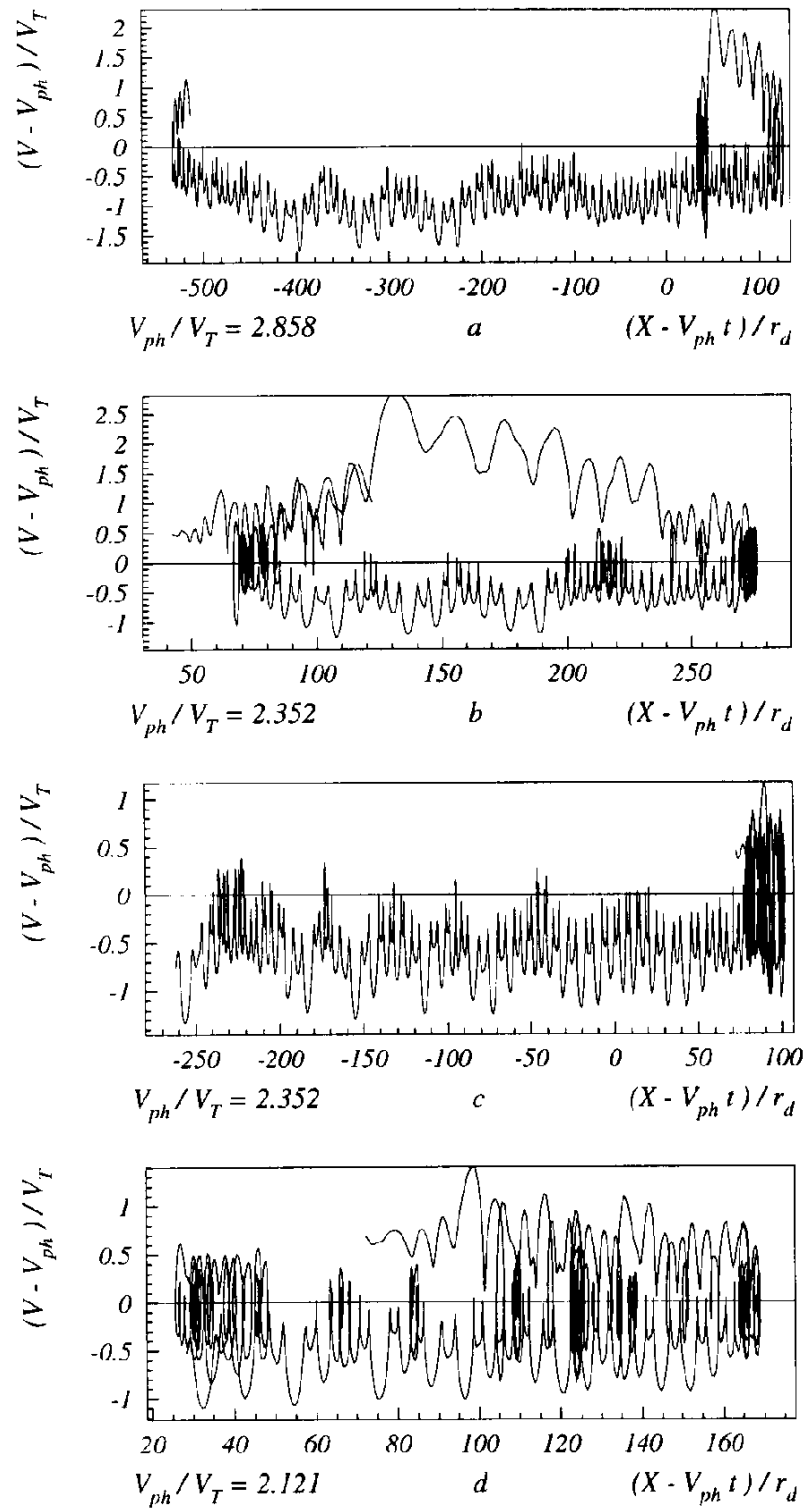 (V - V_ph) / V_T
2
1.5
1
0.5
0
-0.5
-1
-1.5
-500 -400 -300 -200 -100 0 100
V_ph / V_T = 2.858 a (X - V_ph t) / r_d
(V - V_ph) / V_T
2.5
2
1.5
1
0.5
0
-0.5
-1
50 100 150 200 250
V_ph / V_T = 2.352 b (X - V_ph t) / r_d
(V - V_ph) / V_T
1
0.5
0
-0.5
-1
-250 -200 -150 -100 -50 0 50 100
V_ph / V_T = 2.352 c (X - V_ph t) / r_d
(V - V_ph) / V_T
1
0.5
0
-0.5
-1
20 40 60 80 100 120 140 160
V_ph / V_T = 2.121 d (X - V_ph t) / r_d